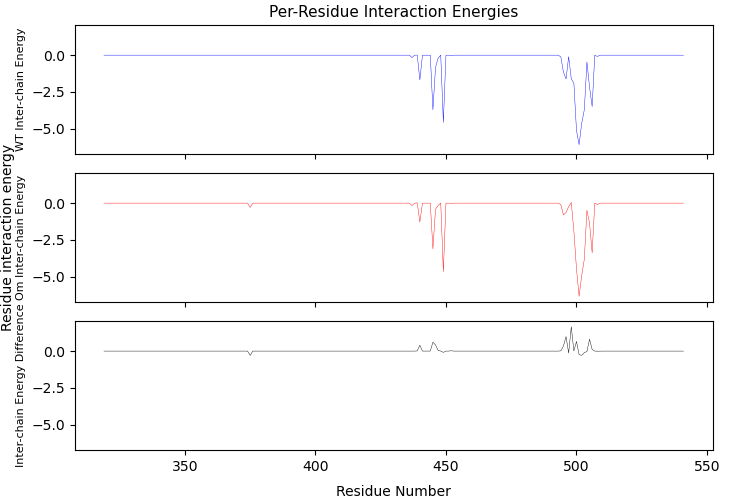 Per-Residue Interaction Energies
WT Inter-chain Energy
0.0
−2.5
−5.0
Residue interaction energy
Om Inter-chain Energy
0.0
−2.5
−5.0
Inter-chain Energy Difference
0.0
−2.5
−5.0
350 400 450 500 550
Residue Number